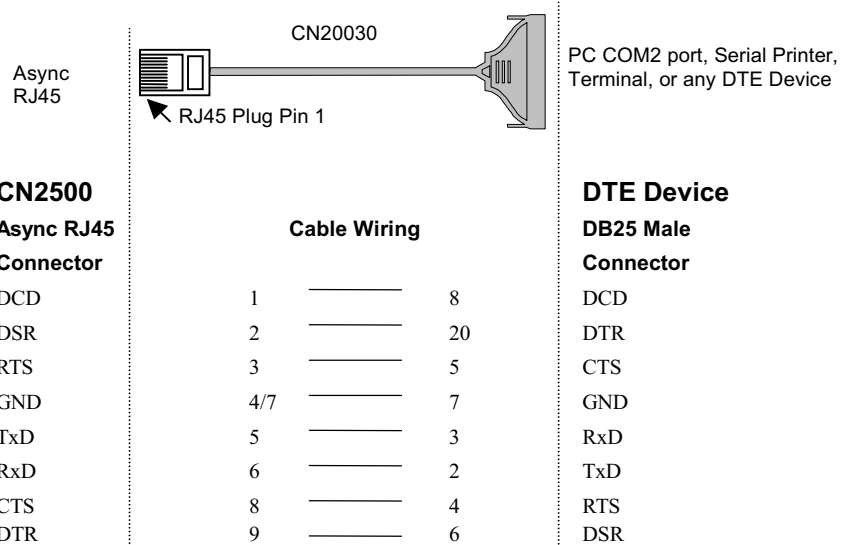 CN20030
Async
RJ45
PC COM2 port, Serial Printer,
Terminal, or any DTE Device
RJ45 Plug Pin 1
CN2500 DTE Device
Async RJ45 Cable Wiring DB25 Male
Connector Connector
DCD 1 8 DCD
DSR 2 20 DTR
RTS 3 5 CTS
GND 4/7 7 GND
TxD 5 3 RxD
RxD 6 2 TxD
CTS 8 4 RTS
DTR 9 6 DSR